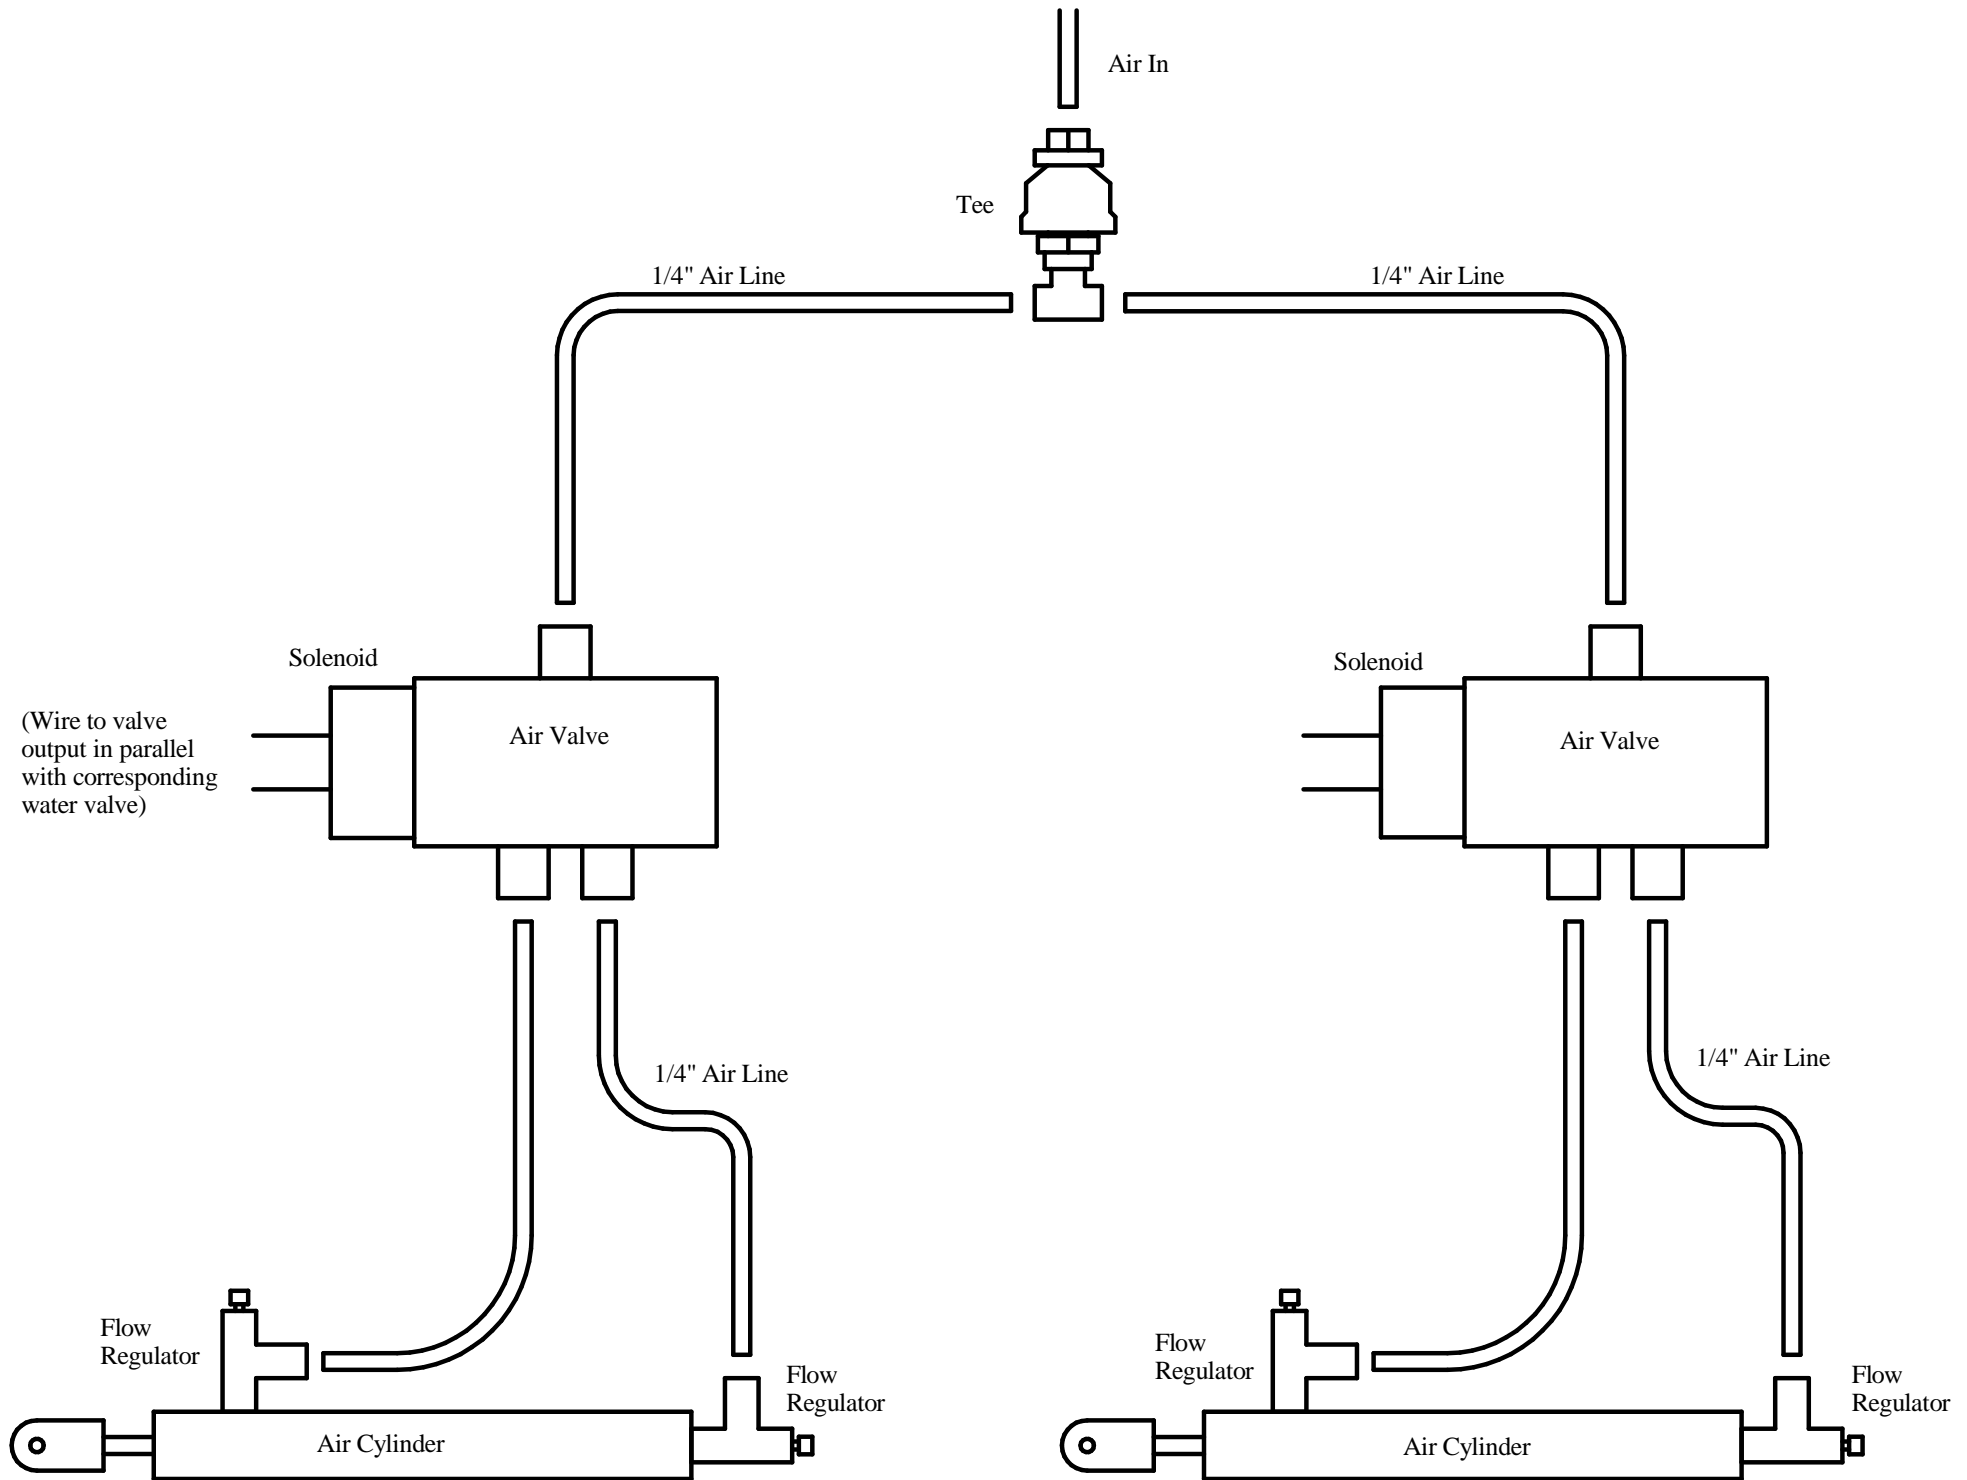 Air In
Tee
1/4" Air Line
1/4" Air Line
Solenoid
(Wire to valve
output in parallel
with corresponding
water valve)
Air Valve
Solenoid
Air Valve
1/4" Air Line
1/4" Air Line
Flow
Regulator
Flow
Regulator
Air Cylinder
Flow
Regulator
Flow
Regulator
Air Cylinder